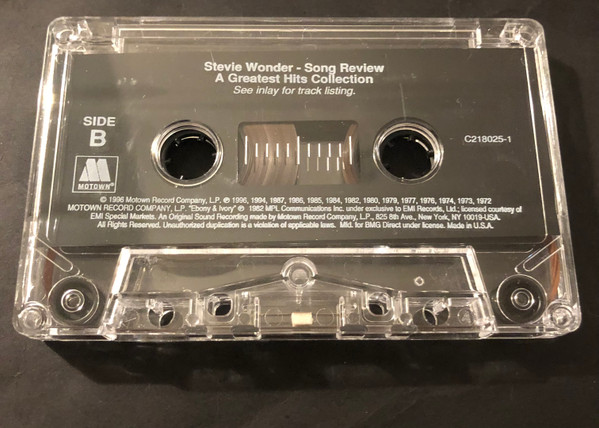 Stevie Wonder - Song Review
A Greatest Hits Collection
See inlay for track listing.
SIDE
B
C218025-1
MOTOWN®
© 1996 Motown Record Company, L.P. ℗ 1996, 1994, 1987, 1986, 1985, 1984, 1982, 1980, 1979, 1977, 1976, 1974, 1973, 1972
MOTOWN RECORD COMPANY, L.P. "Ebony & Ivory" ℗ 1982 MPL Communications Inc. under exclusive to EMI Records, Ltd.; licensed courtesy of
EMI Special Markets. An Original Sound Recording made by Motown Record Company, L.P., 825 8th Ave., New York, NY 10019-USA.
All Rights Reserved. Unauthorized duplication is a violation of applicable laws. Mfd. for BMG Direct under license. Made in U.S.A.